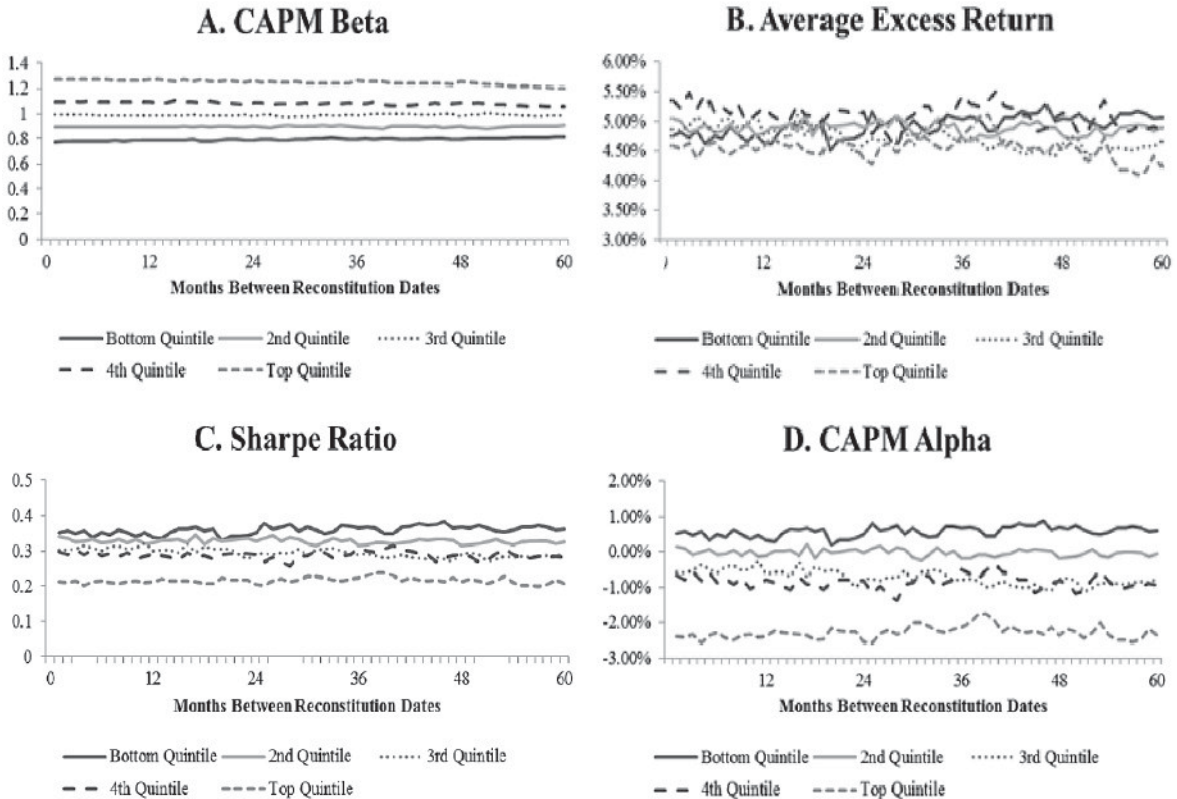 A. CAPM Beta
1.4
1.2
1
0.8
0.6
0.4
0.2
0
0 12 24 36 48 60
Months Between Reconstitution Dates
Bottom Quintile 2nd Quintile 3rd Quintile
4th Quintile Top Quintile
B. Average Excess Return
6.00%
5.50%
5.00%
4.50%
4.00%
3.50%
3.00%
12 24 36 48 60
Months Between Reconstitution Dates
Bottom Quintile 2nd Quintile 3rd Quintile
4th Quintile Top Quintile
C. Sharpe Ratio
0.5
0.4
0.3
0.2
0.1
0
0 12 24 36 48 60
Months Between Reconstitution Dates
Bottom Quintile 2nd Quintile 3rd Quintile
4th Quintile Top Quintile
D. CAPM Alpha
2.00%
1.00%
0.00%
-1.00%
-2.00%
-3.00%
12 24 36 48 60
Months Between Reconstitution Dates
Bottom Quintile 2nd Quintile 3rd Quintile
4th Quintile Top Quintile